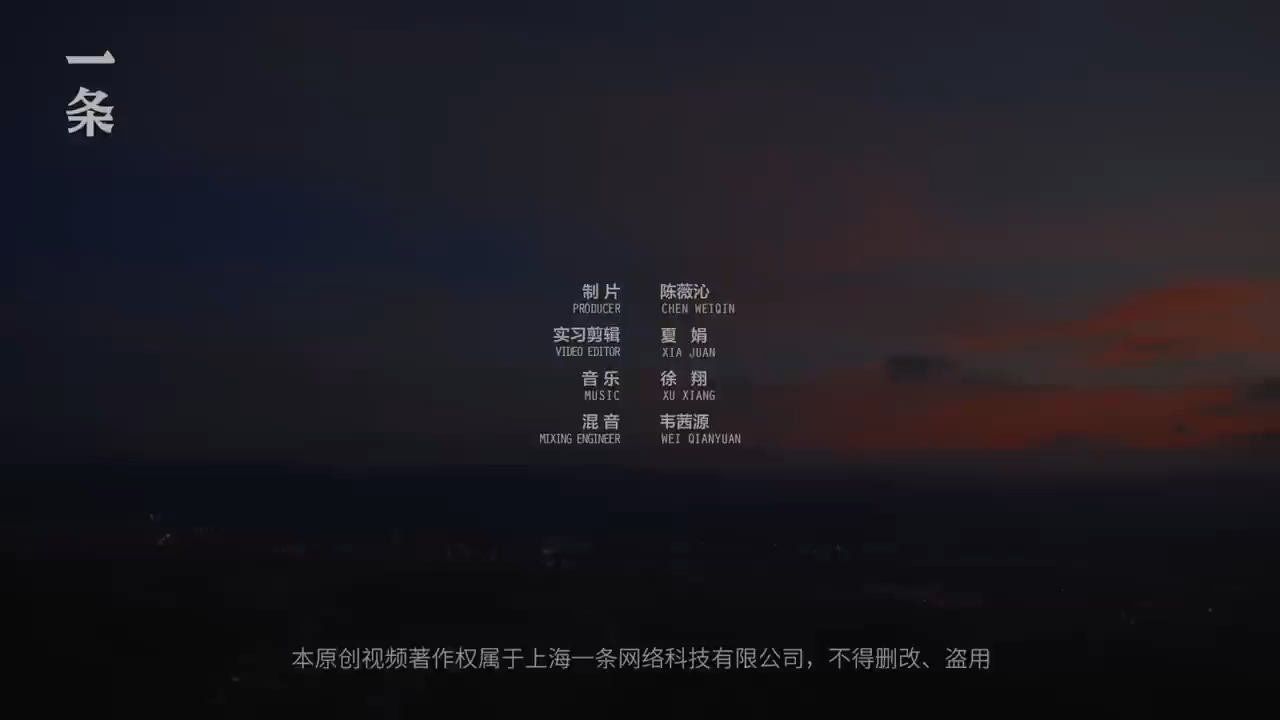 一条
制片 陈薇沁
PRODUCER CHEN WEIQIN
实习剪辑 夏娟
VIDEO EDITOR XIA JUAN
音乐 徐翔
MUSIC XU XIANG
混音 韦茜源
MIXING ENGINEER WEI QIANYUAN
本原创视频著作权属于上海一条网络科技有限公司，不得删改、盗用